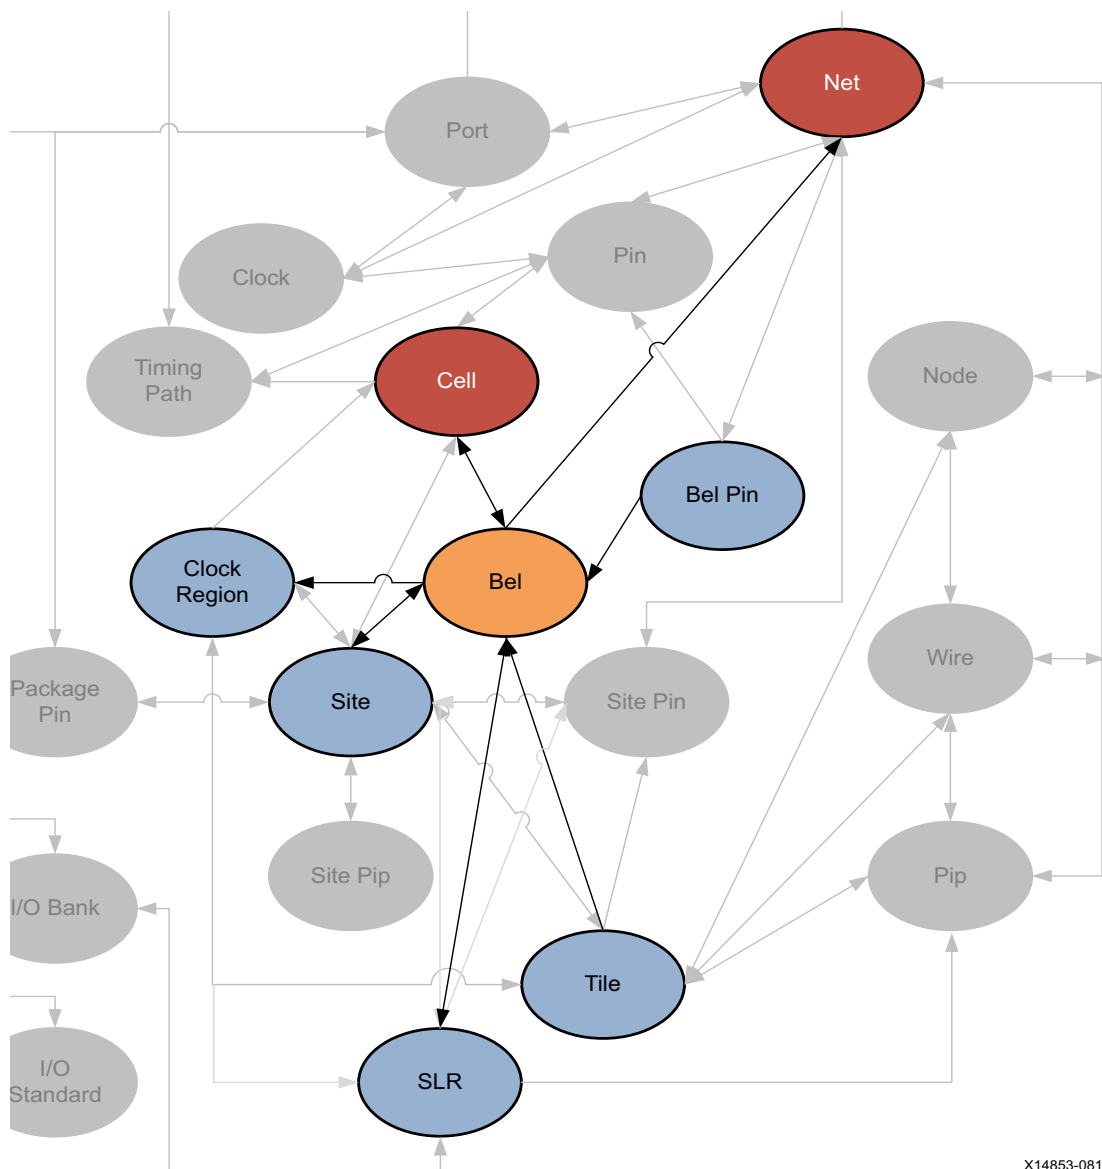 Net
Port
Pin
Clock
Timing
Path
Cell
Node
Bel Pin
Clock
Region
Bel
Package
Pin
Site
Site Pin
Wire
Site Pip
Pip
I/O Bank
Tile
I/O
Standard
SLR
X14853-081